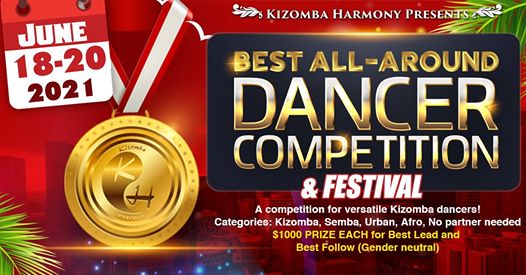 Kizomba Harmony Presents
JUNE
18-20
2021
BEST ALL-AROUND
DANCER
COMPETITION
& FESTIVAL
Kizomba
K
H
Harmony
A competition for versatile Kizomba dancers!
Categories: Kizomba, Semba, Urban, Afro, No partner needed
$1000 PRIZE EACH for Best Lead and
Best Follow (Gender neutral)